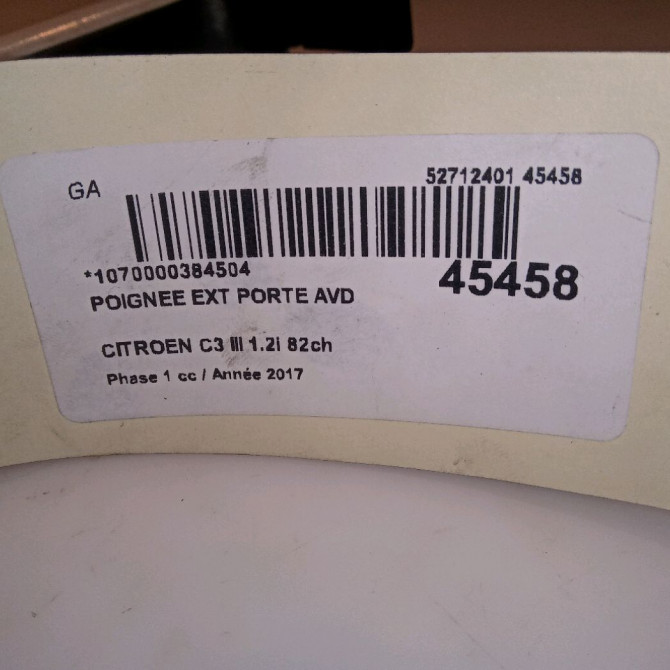 GA
52712401 45458
*1070000384504
45458
POIGNEE EXT PORTE AVD
CITROEN C3 III 1.2i 82ch
Phase 1 cc / Année 2017